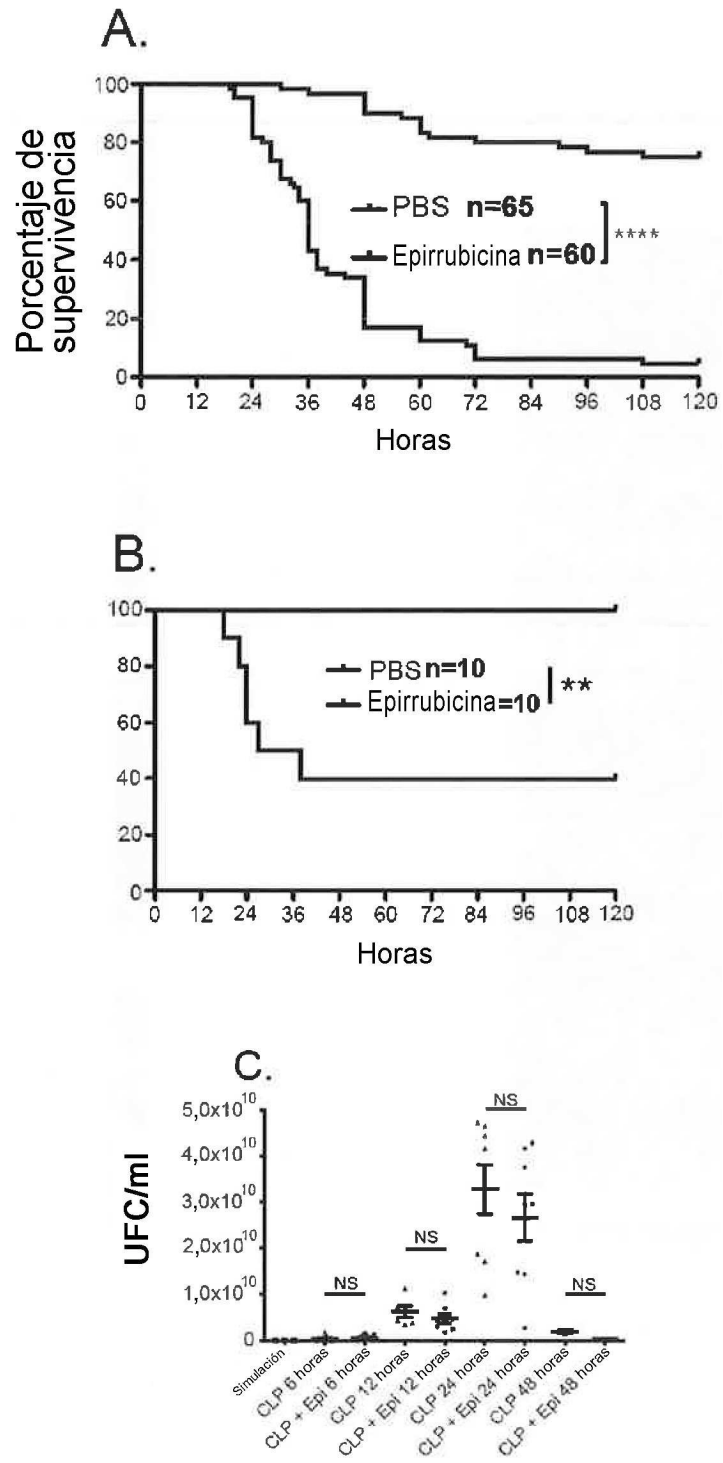 A.
Porcentaje de
supervivencia
100
80
60
40
20
0
PBS n=65
Epirrubicina n=60
****
0 12 24 36 48 60 72 84 96 108 120
Horas
B.
100
80
60
40
20
0
PBS n=10
Epirrubicina=10
**
0 12 24 36 48 60 72 84 96 108 120
Horas
C.
UFC/ml
5,0x10^10
4,0x10^10
3,0x10^10
2,0x10^10
1,0x10^10
0
NS
NS
NS
NS
Simulación
CLP 6 horas
CLP + Epi 6 horas
CLP 12 horas
CLP + Epi 12 horas
CLP 24 horas
CLP + Epi 24 horas
CLP 48 horas
CLP + Epi 48 horas